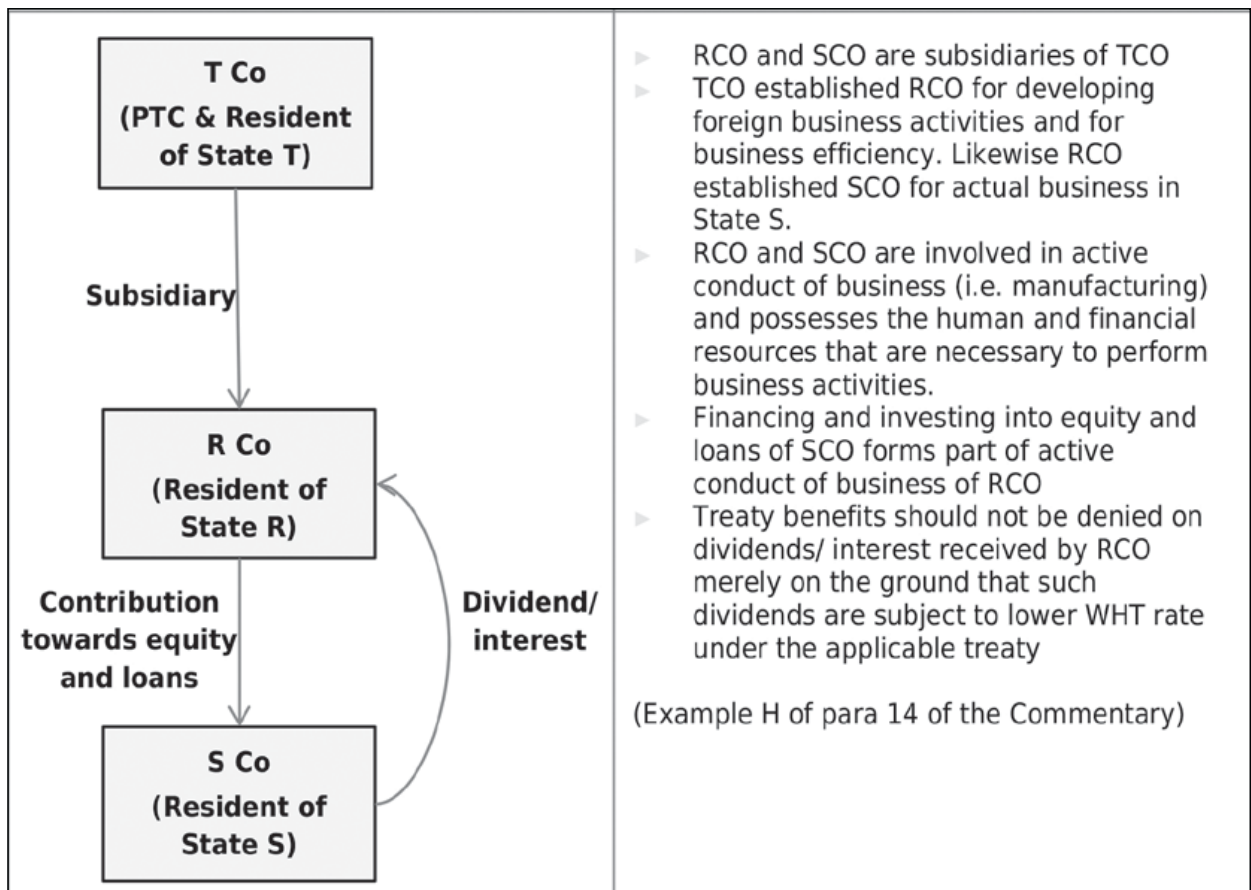 T Co
(PTC & Resident
of State T)
Subsidiary
R Co
(Resident of
State R)
Contribution
towards equity
and loans
Dividend/
interest
S Co
(Resident of
State S)
RCO and SCO are subsidiaries of TCO
TCO established RCO for developing
foreign business activities and for
business efficiency. Likewise RCO
established SCO for actual business in
State S.
RCO and SCO are involved in active
conduct of business (i.e. manufacturing)
and possesses the human and financial
resources that are necessary to perform
business activities.
Financing and investing into equity and
loans of SCO forms part of active
conduct of business of RCO
Treaty benefits should not be denied on
dividends/ interest received by RCO
merely on the ground that such
dividends are subject to lower WHT rate
under the applicable treaty
(Example H of para 14 of the Commentary)